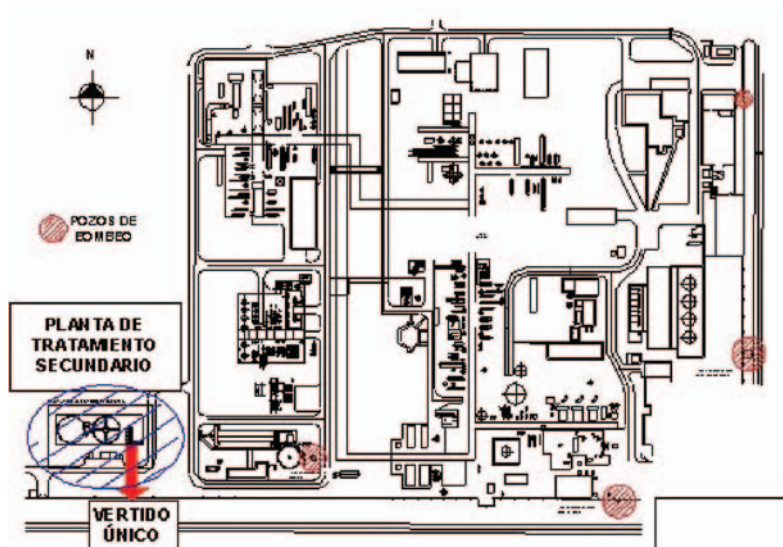 N
POZOS DE
BOMBEO
PLANTA DE
TRATAMIENTO
SECUNDARIO
VERTIDO
ÚNICO